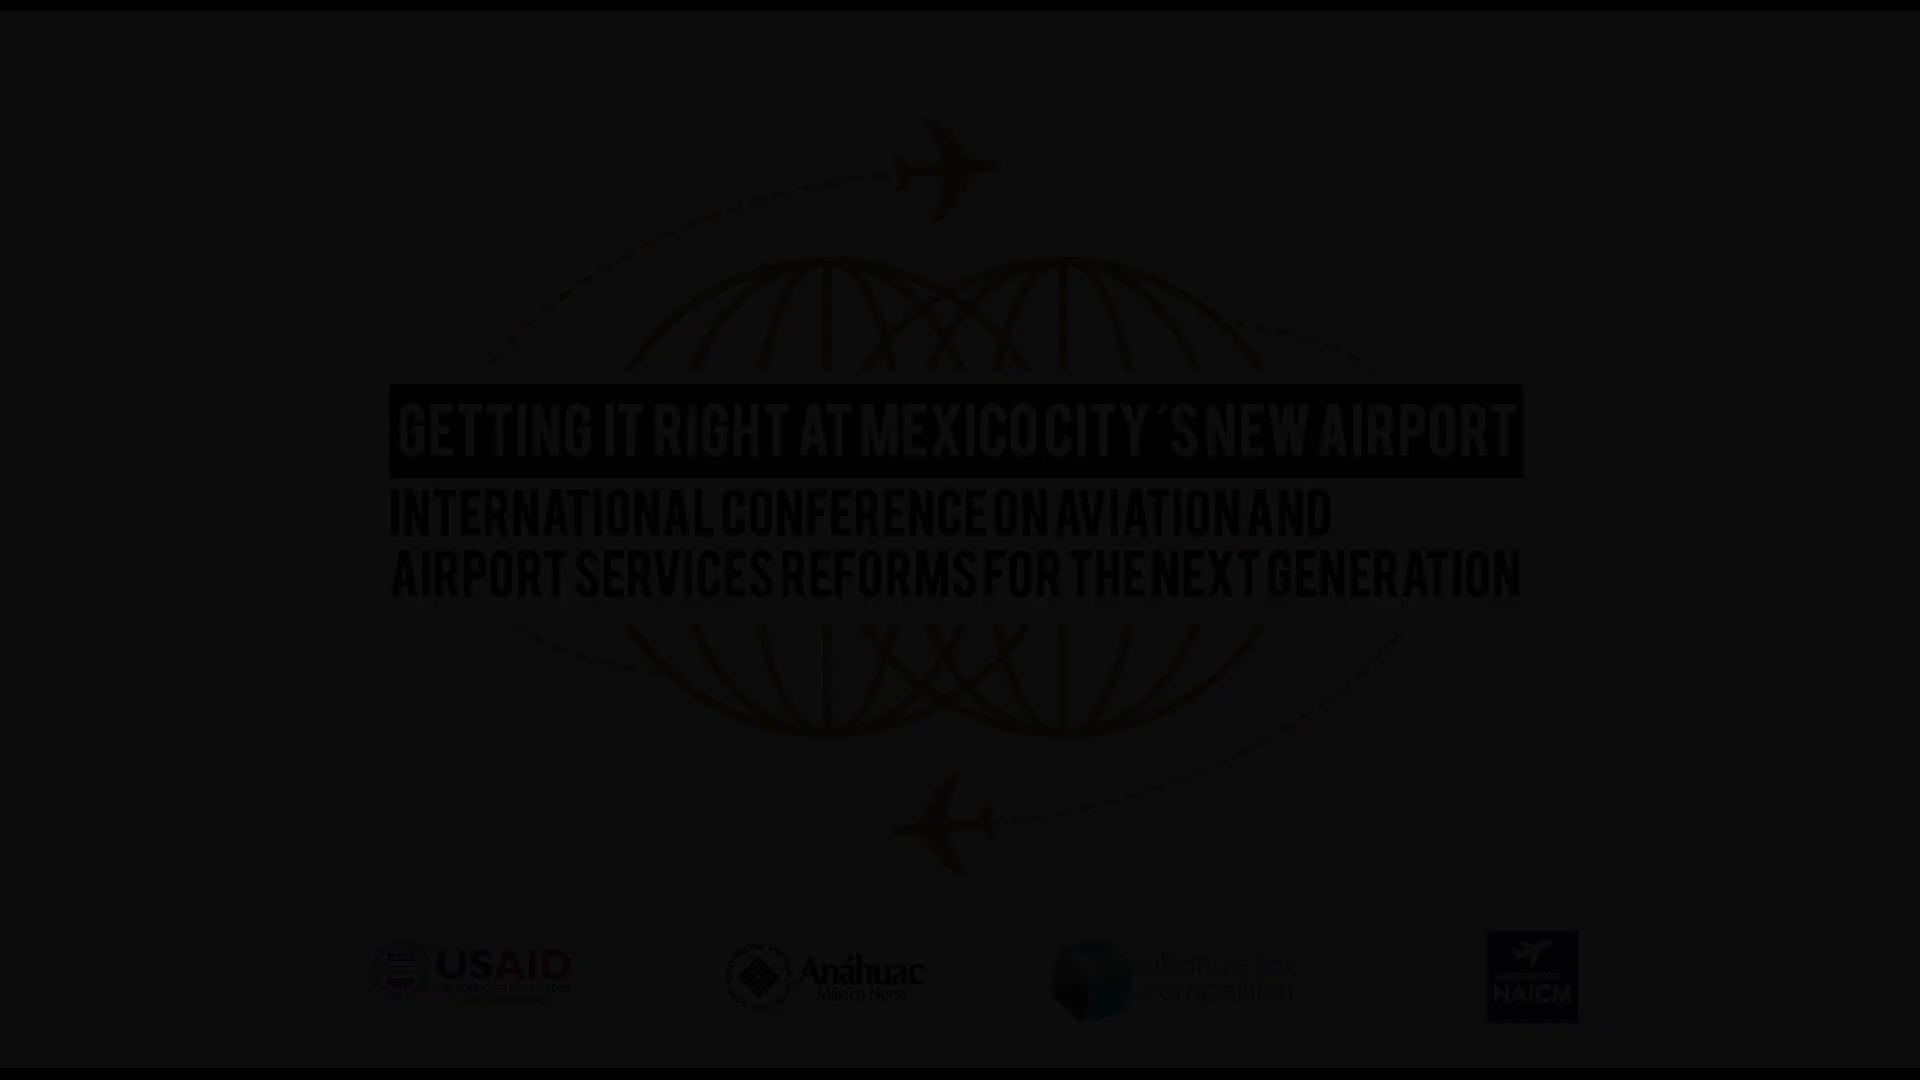 GETTING IT RIGHT AT MEXICO CITY´S NEW AIRPORT
INTERNATIONAL CONFERENCE ON AVIATION AND
AIRPORT SERVICES REFORMS FOR THE NEXT GENERATION
USAID
Anáhuac
México Norte
alliance for
competition
NAICM